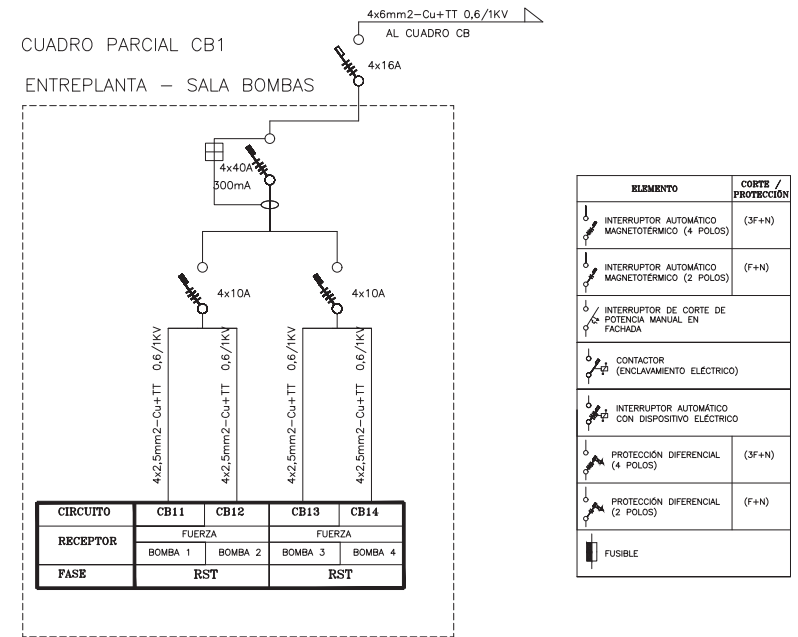 4x6mm2-Cu+TT 0,6/1KV
AL CUADRO CB
CUADRO PARCIAL CB1
4x16A
ENTREPLANTA - SALA BOMBAS
4x40A
300mA
4x10A
4x10A
4x2,5mm2-Cu+TT 0,6/1KV
4x2,5mm2-Cu+TT 0,6/1KV
4x2,5mm2-Cu+TT 0,6/1KV
4x2,5mm2-Cu+TT 0,6/1KV
CIRCUITO CB11 CB12 CB13 CB14
RECEPTOR FUERZA FUERZA
BOMBA 1 BOMBA 2 BOMBA 3 BOMBA 4
FASE RST RST
ELEMENTO CORTE / PROTECCIÓN
INTERRUPTOR AUTOMÁTICO (3F+N)
MAGNETOTÉRMICO (4 POLOS)
INTERRUPTOR AUTOMÁTICO (F+N)
MAGNETOTÉRMICO (2 POLOS)
INTERRUPTOR DE CORTE DE
POTENCIA MANUAL EN
FACHADA
CONTACTOR
(ENCLAVAMIENTO ELÉCTRICO)
INTERRUPTOR AUTOMÁTICO
CON DISPOSITIVO ELÉCTRICO
PROTECCIÓN DIFERENCIAL (3F+N)
(4 POLOS)
PROTECCIÓN DIFERENCIAL (F+N)
(2 POLOS)
FUSIBLE